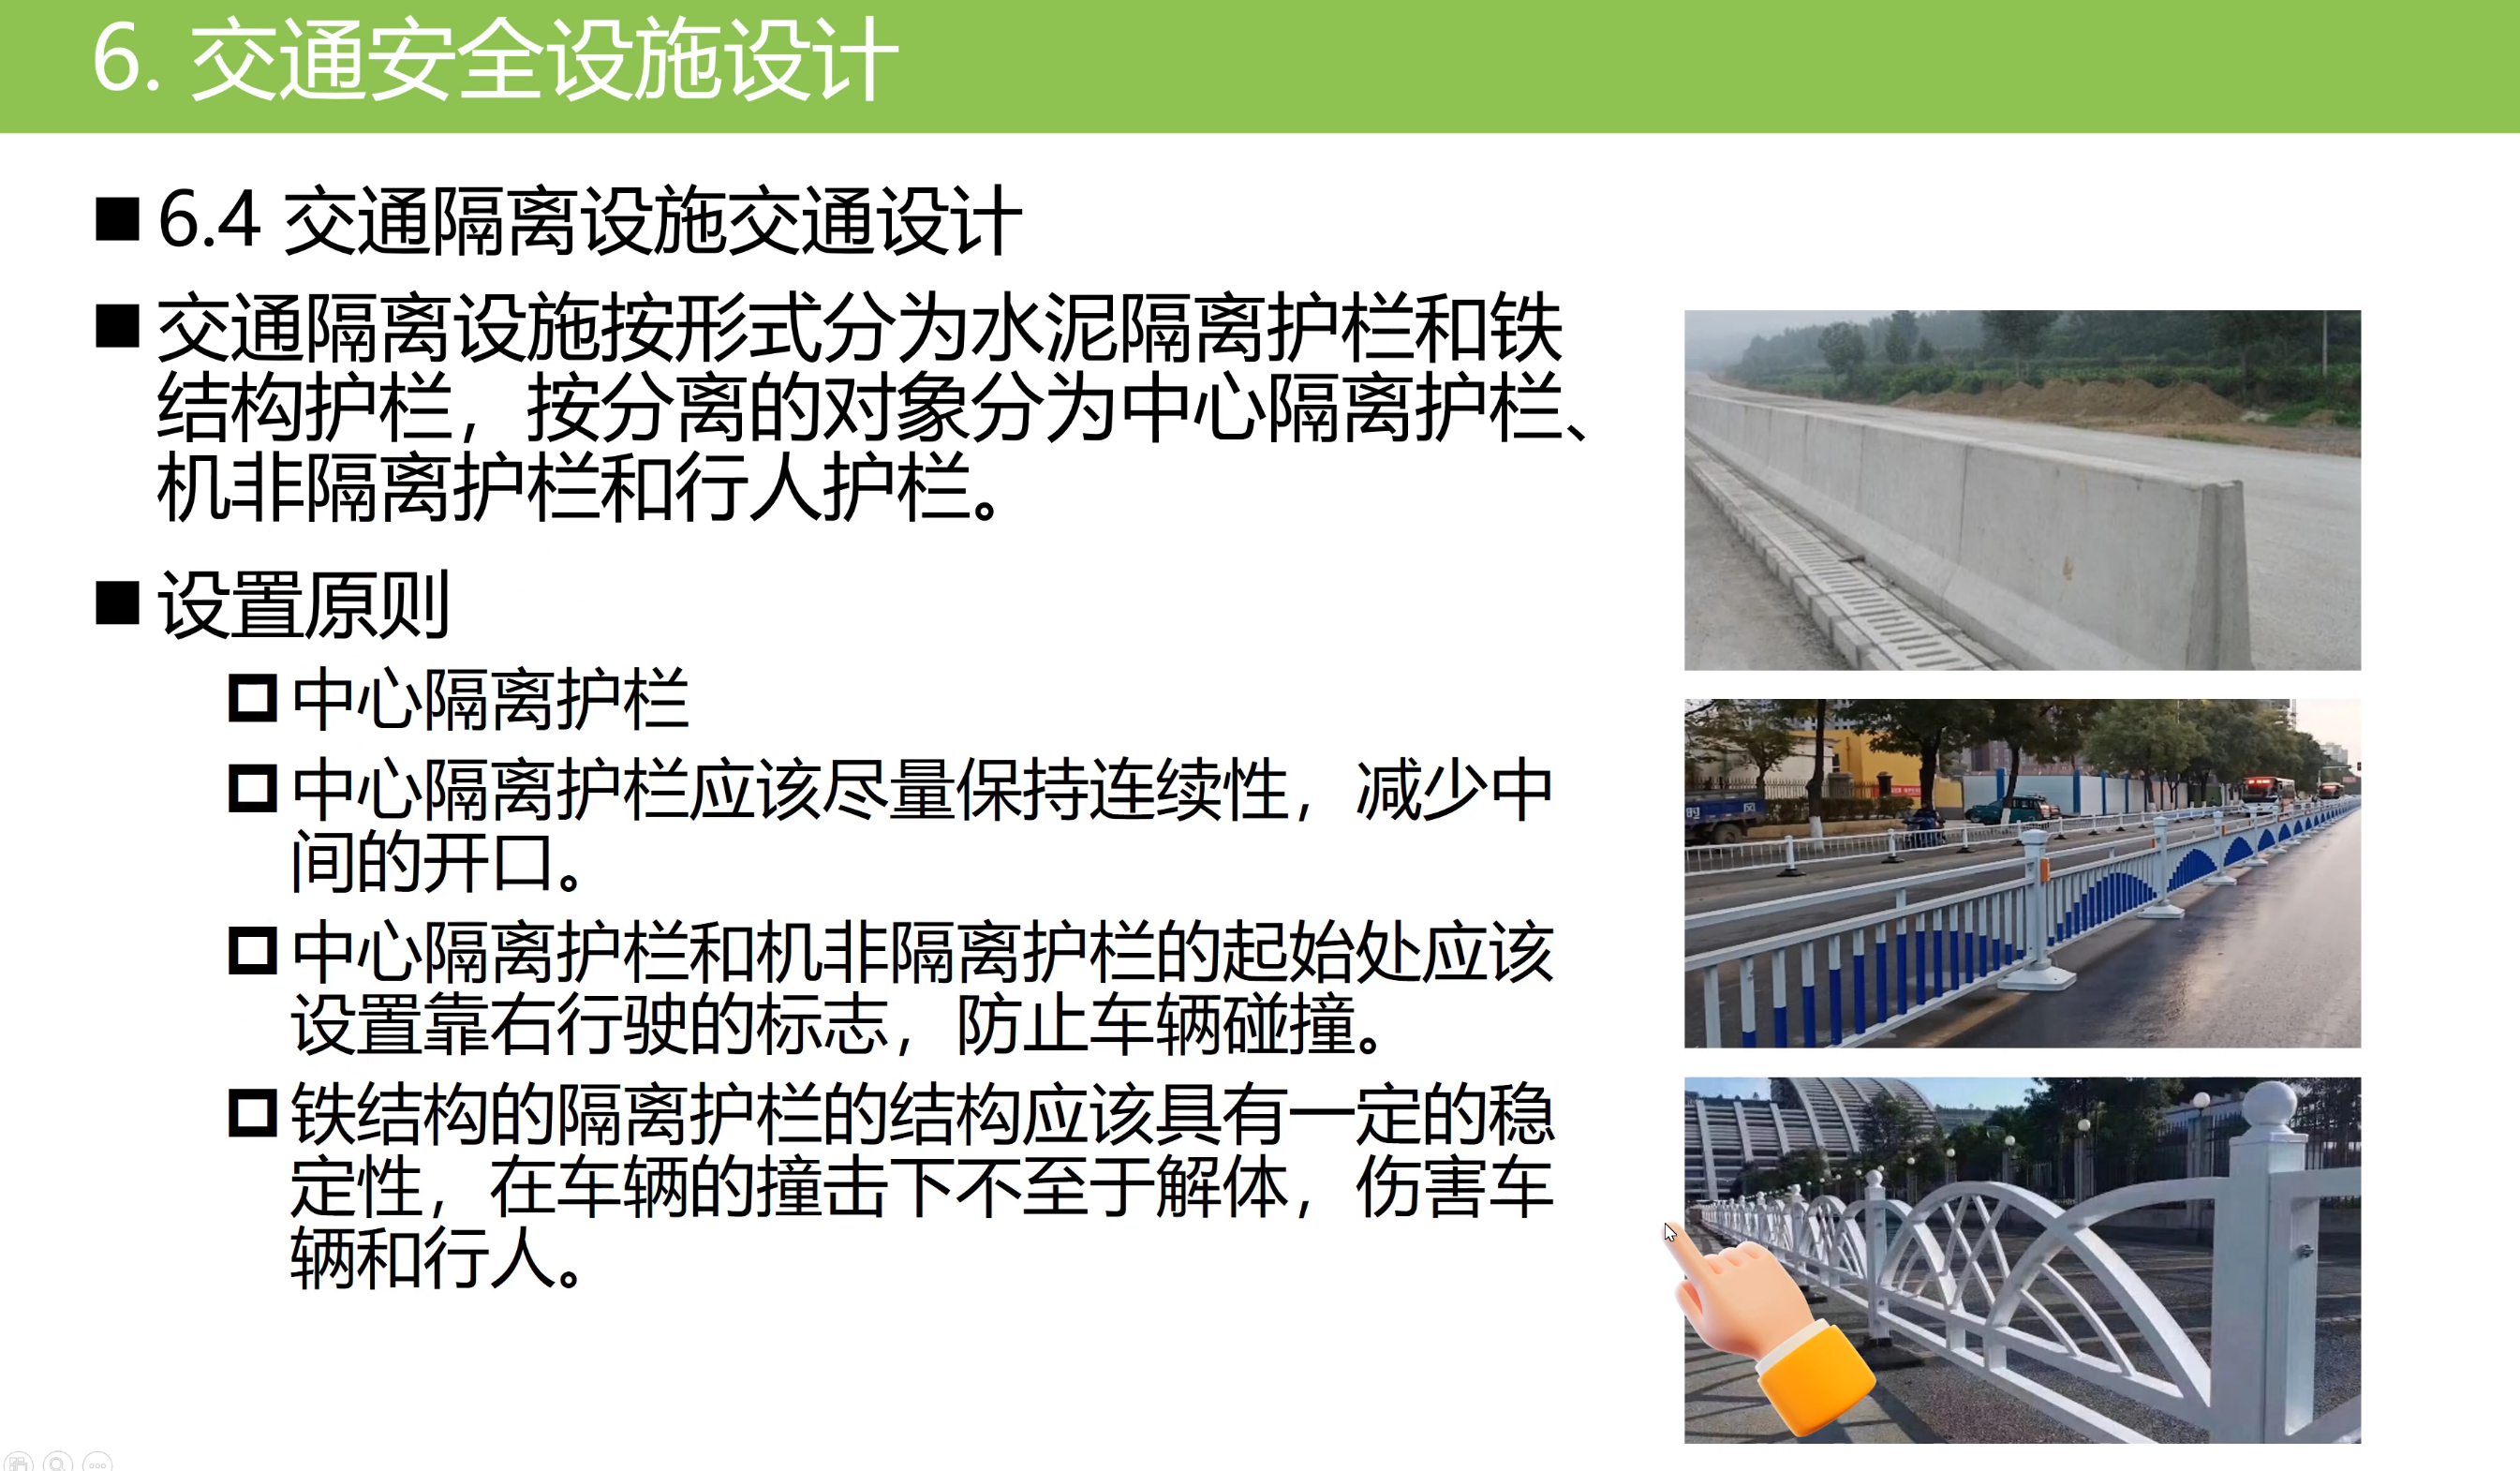 6. 交通安全设施设计
6.4 交通隔离设施交通设计
交通隔离设施按形式分为水泥隔离护栏和铁
结构护栏，按分离的对象分为中心隔离护栏、
机非隔离护栏和行人护栏。
设置原则
中心隔离护栏
中心隔离护栏应该尽量保持连续性，减少中
间的开口。
中心隔离护栏和机非隔离护栏的起始处应该
设置靠右行驶的标志，防止车辆碰撞。
铁结构的隔离护栏的结构应该具有一定的稳
定性，在车辆的撞击下不至于解体，伤害车
辆和行人。